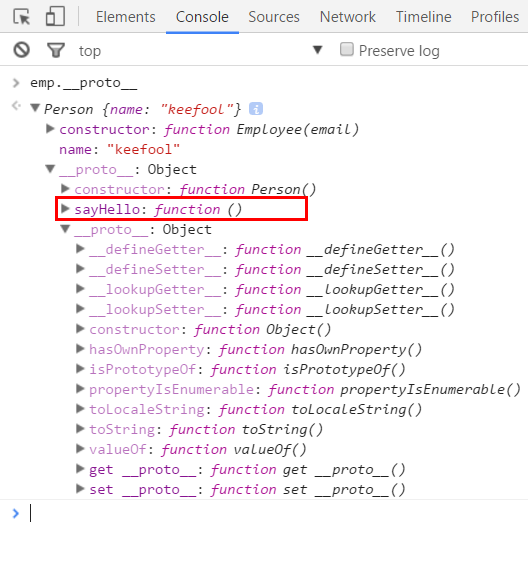 Elements Console Sources Network Timeline Profiles
top Preserve log
> emp.__proto__
Person {name: "keefool"} i
constructor: function Employee(email)
name: "keefool"
__proto__: Object
constructor: function Person()
sayHello: function ()
__proto__: Object
__defineGetter__: function __defineGetter__()
__defineSetter__: function __defineSetter__()
__lookupGetter__: function __lookupGetter__()
__lookupSetter__: function __lookupSetter__()
constructor: function Object()
hasOwnProperty: function hasOwnProperty()
isPrototypeOf: function isPrototypeOf()
propertyIsEnumerable: function propertyIsEnumerable()
toLocaleString: function toLocaleString()
toString: function toString()
valueOf: function valueOf()
get __proto__: function get __proto__()
set __proto__: function set __proto__()
>